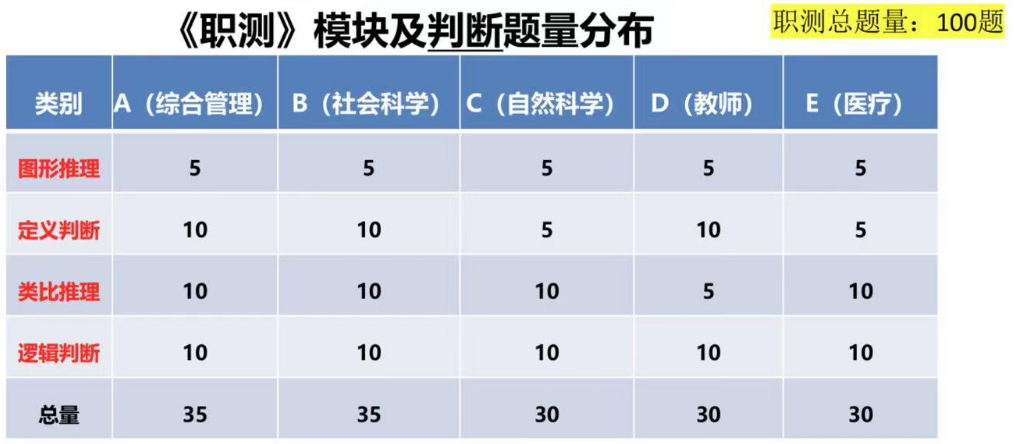 《职测》模块及判断题量分布
职测总题量：100题
类别 A（综合管理） B（社会科学） C（自然科学） D（教师） E（医疗）
图形推理 5 5 5 5 5
定义判断 10 10 5 10 5
类比推理 10 10 10 5 10
逻辑判断 10 10 10 10 10
总量 35 35 30 30 30